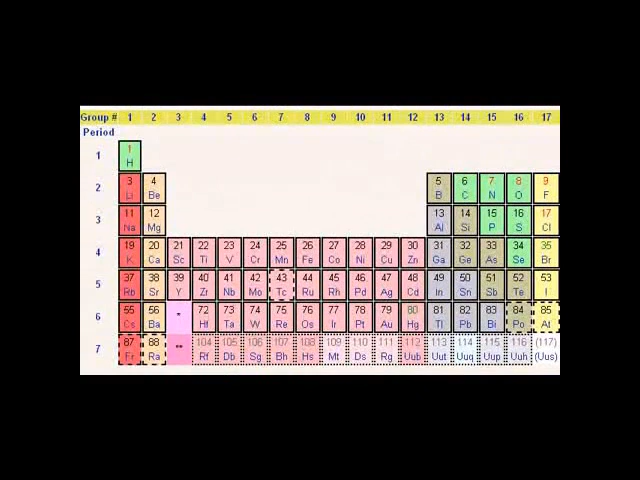 Group # 1 2 3 4 5 6 7 8 9 10 11 12 13 14 15 16 17
Period
1
1
H
2
3 4 5 6 7 8 9
Li Be B C N O F
3
11 12 13 14 15 16 17
Na Mg Al Si P S Cl
4
19 20 21 22 23 24 25 26 27 28 29 30 31 32 33 34 35
K Ca Sc Ti V Cr Mn Fe Co Ni Cu Zn Ga Ge As Se Br
5
37 38 39 40 41 42 43 44 45 46 47 48 49 50 51 52 53
Rb Sr Y Zr Nb Mo Tc Ru Rh Pd Ag Cd In Sn Sb Te I
6
55 56 * 72 73 74 75 76 77 78 79 80 81 82 83 84 85
Cs Ba Hf Ta W Re Os Ir Pt Au Hg Tl Pb Bi Po At
7
87 88 ** 104 105 106 107 108 109 110 111 112 113 114 115 116 (117)
Fr Ra Rf Db Sg Bh Hs Mt Ds Rg Uub Uut Uuq Uup Uuh (Uus)